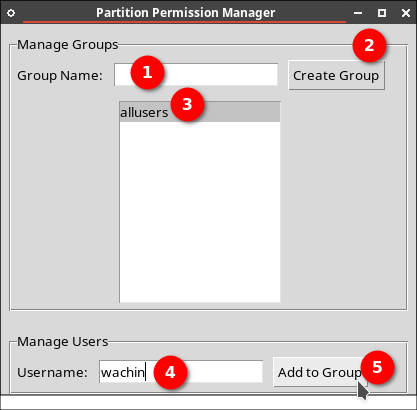 Partition Permission Manager
Manage Groups
2
Group Name: 1 Create Group
allusers 3
Manage Users
Username: wachin 4 Add to Group 5